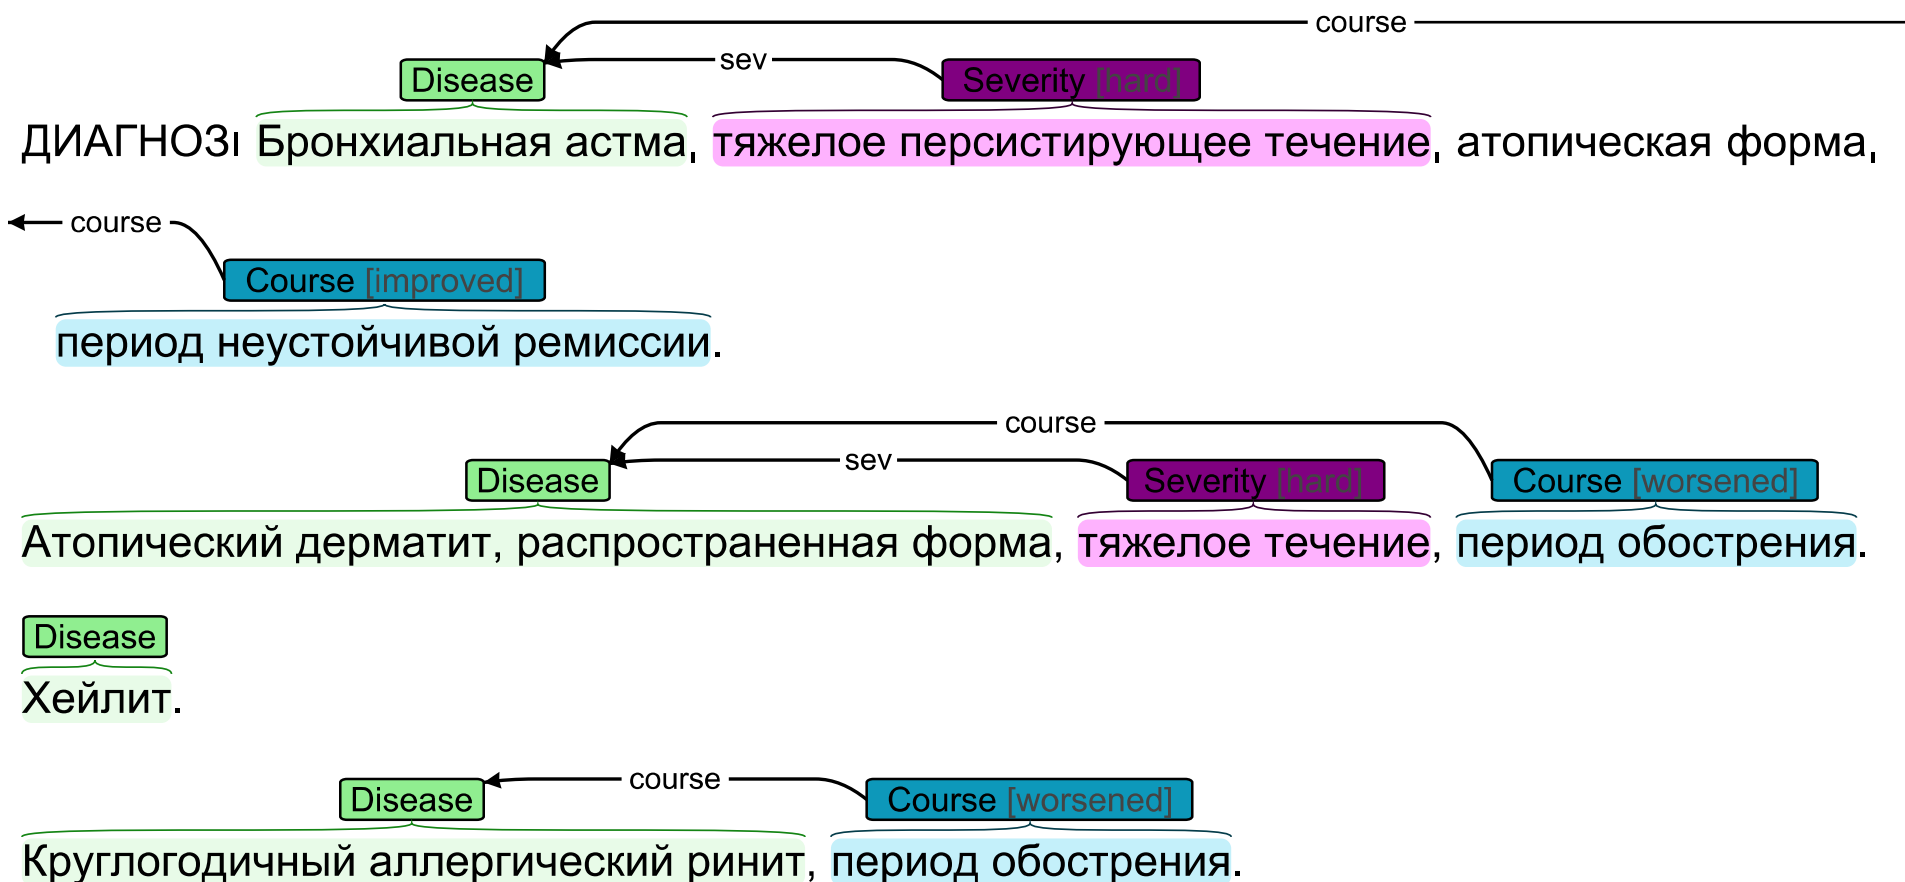 course
sev
Disease Severity [hard]
ДИАГНОЗ: Бронхиальная астма, тяжелое персистирующее течение, атопическая форма,
course
Course [improved]
период неустойчивой ремиссии.
course
sev
Disease Severity [hard] Course [worsened]
Атопический дерматит, распространенная форма, тяжелое течение, период обострения.
Disease
Хейлит.
course
Disease Course [worsened]
Круглогодичный аллергический ринит, период обострения.